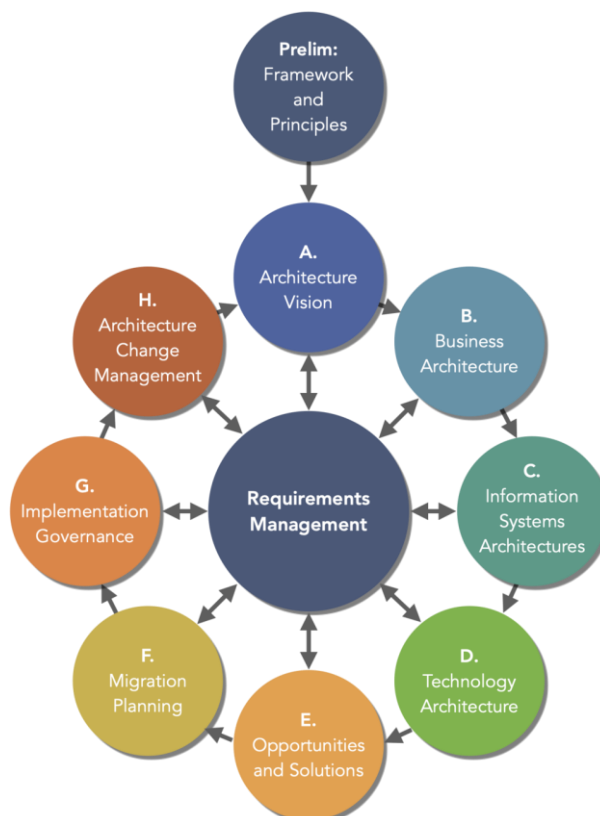 Prelim:
Framework
and
Principles
A.
Architecture
Vision
B.
Business
Architecture
C.
Information
Systems
Architectures
D.
Technology
Architecture
E.
Opportunities
and Solutions
F.
Migration
Planning
G.
Implementation
Governance
H.
Architecture
Change
Management
Requirements
Management